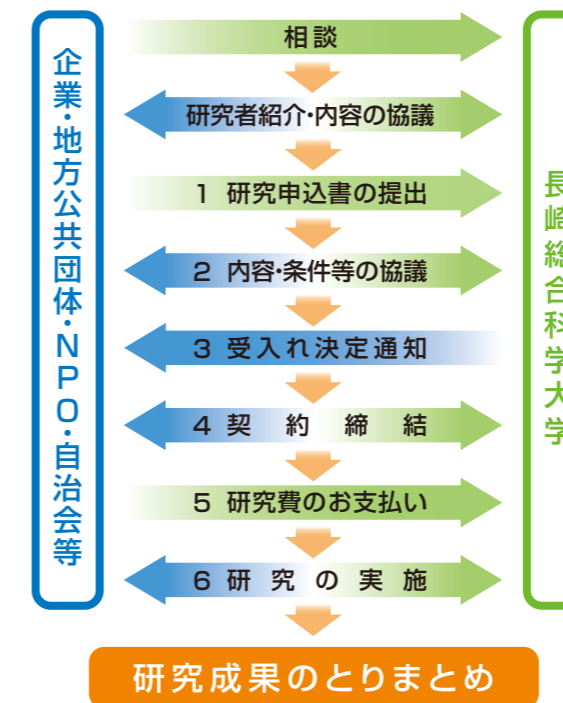 企業・地方公共団体・NPO・自治会等
相談
研究者紹介・内容の協議
1 研究申込書の提出
2 内容・条件等の協議
3 受入れ決定通知
4 契約締結
5 研究費のお支払い
6 研究の実施
長崎総合科学大学
研究成果のとりまとめ